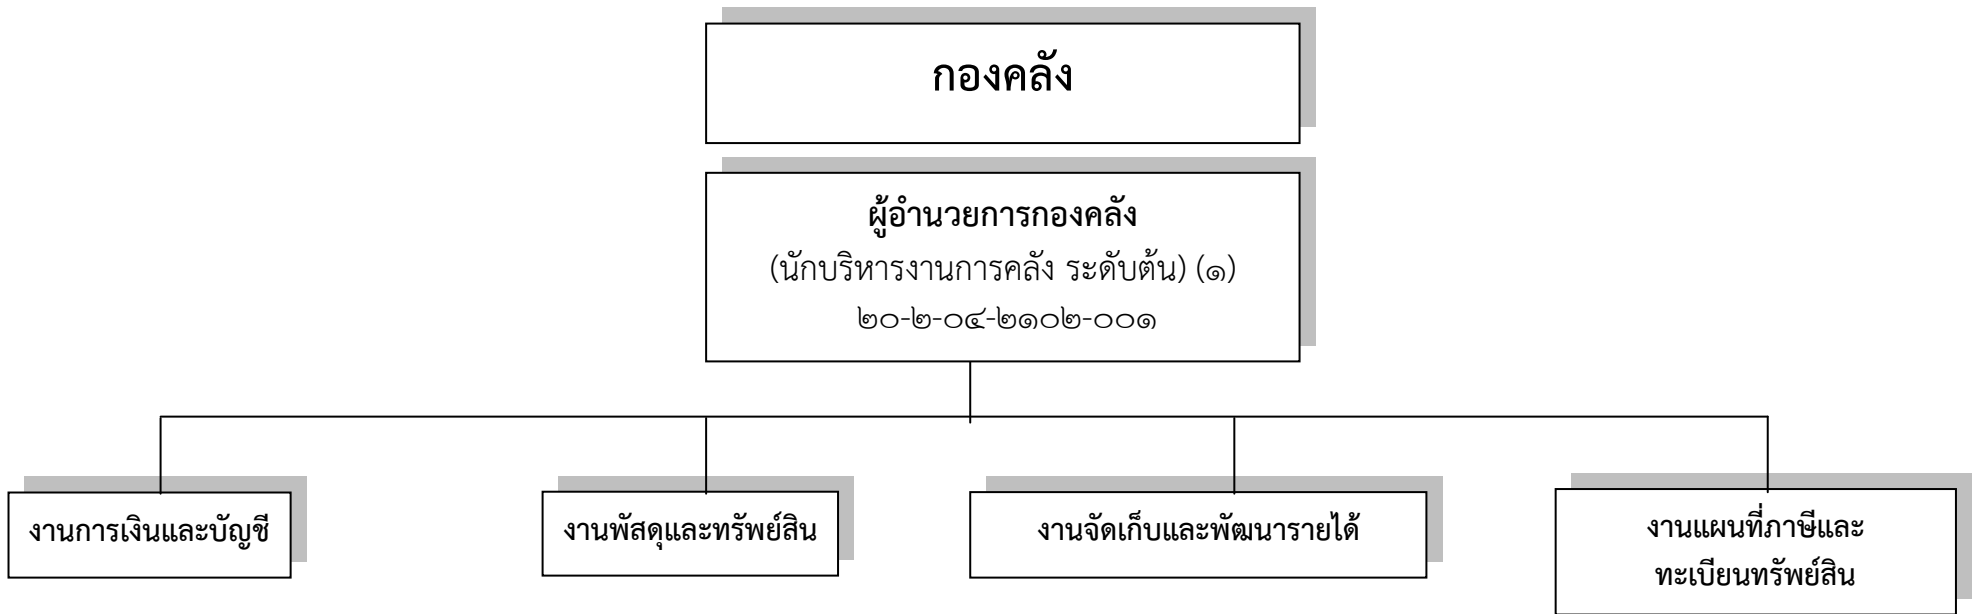 กองคลัง
ผู้อำนวยการกองคลัง
(นักบริหารงานการคลัง ระดับต้น) (๑)
๒๐-๒-๐๔-๒๑๐๒-๐๐๑
งานการเงินและบัญชี
งานพัสดุและทรัพย์สิน
งานจัดเก็บและพัฒนารายได้
งานแผนที่ภาษีและ
ทะเบียนทรัพย์สิน